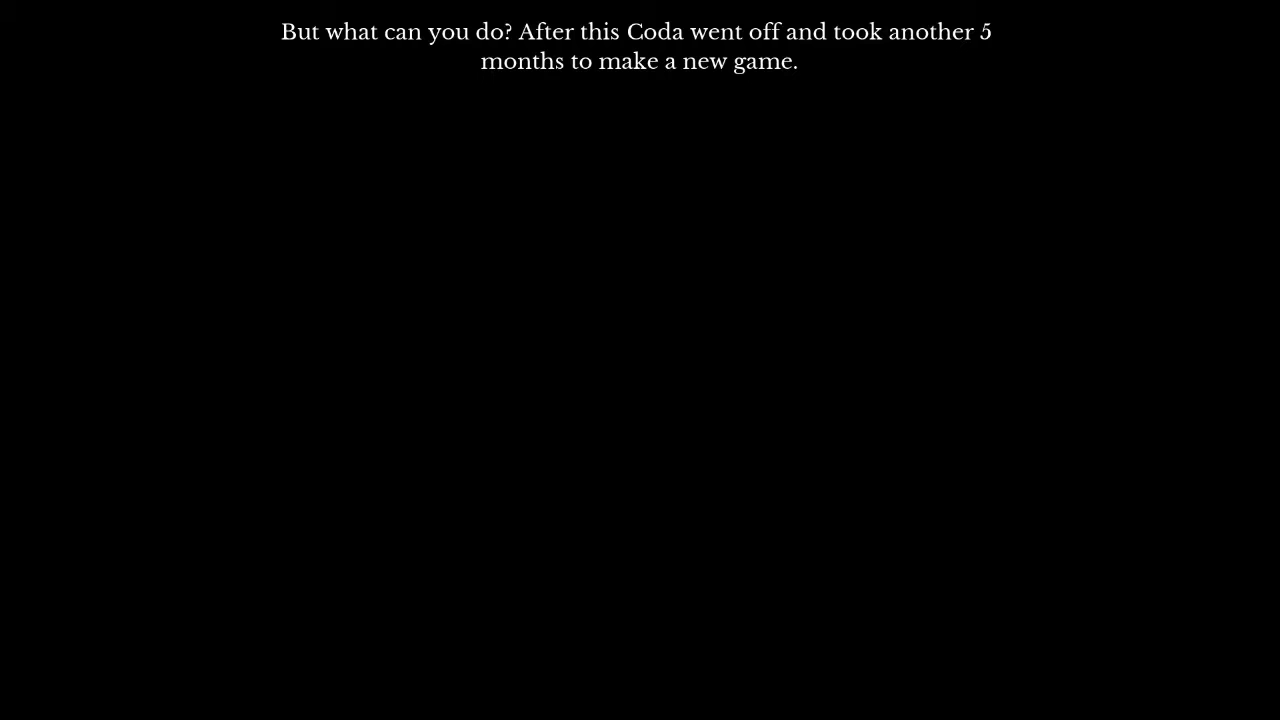 But what can you do? After this Coda went off and took another 5
months to make a new game.